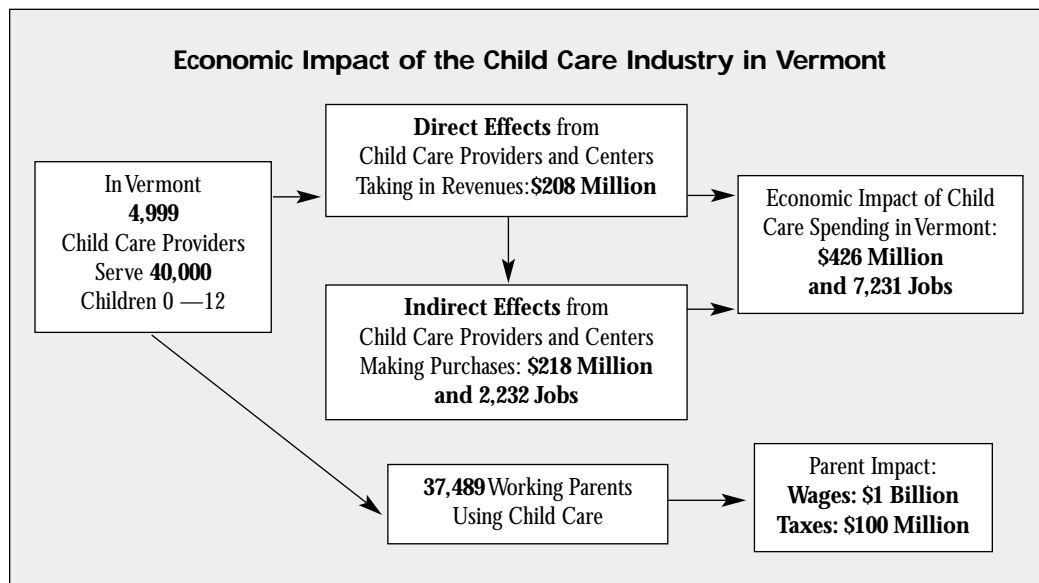 Economic Impact of the Child Care Industry in Vermont
In Vermont
4,999
Child Care Providers
Serve 40,000
Children 0 —12
Direct Effects from
Child Care Providers and Centers
Taking in Revenues: $208 Million
Indirect Effects from
Child Care Providers and Centers
Making Purchases: $218 Million
and 2,232 Jobs
Economic Impact of Child
Care Spending in Vermont:
$426 Million
and 7,231 Jobs
37,489 Working Parents
Using Child Care
Parent Impact:
Wages: $1 Billion
Taxes: $100 Million